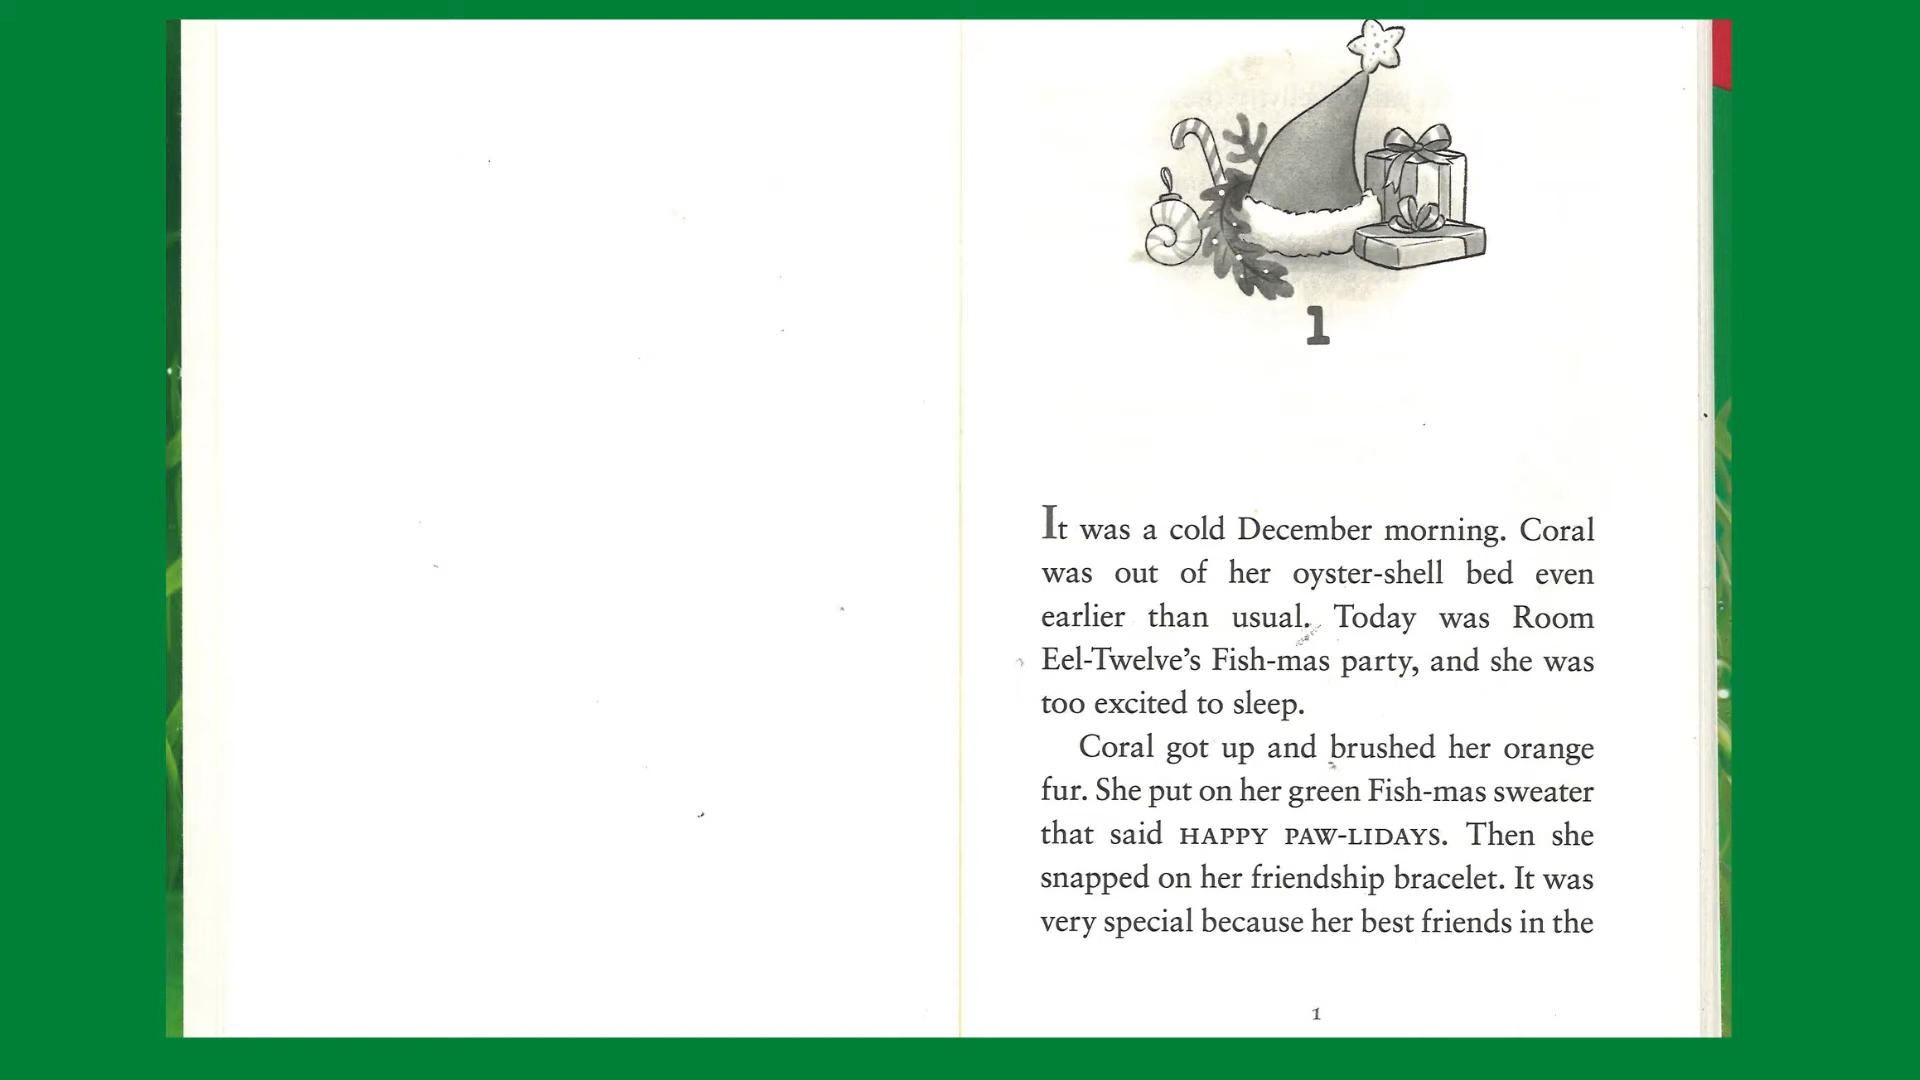 1
It was a cold December morning. Coral
was out of her oyster-shell bed even
earlier than usual. Today was Room
Eel-Twelve’s Fish-mas party, and she was
too excited to sleep.
Coral got up and brushed her orange
fur. She put on her green Fish-mas sweater
that said HAPPY PAW-LIDAYS. Then she
snapped on her friendship bracelet. It was
very special because her best friends in the
1